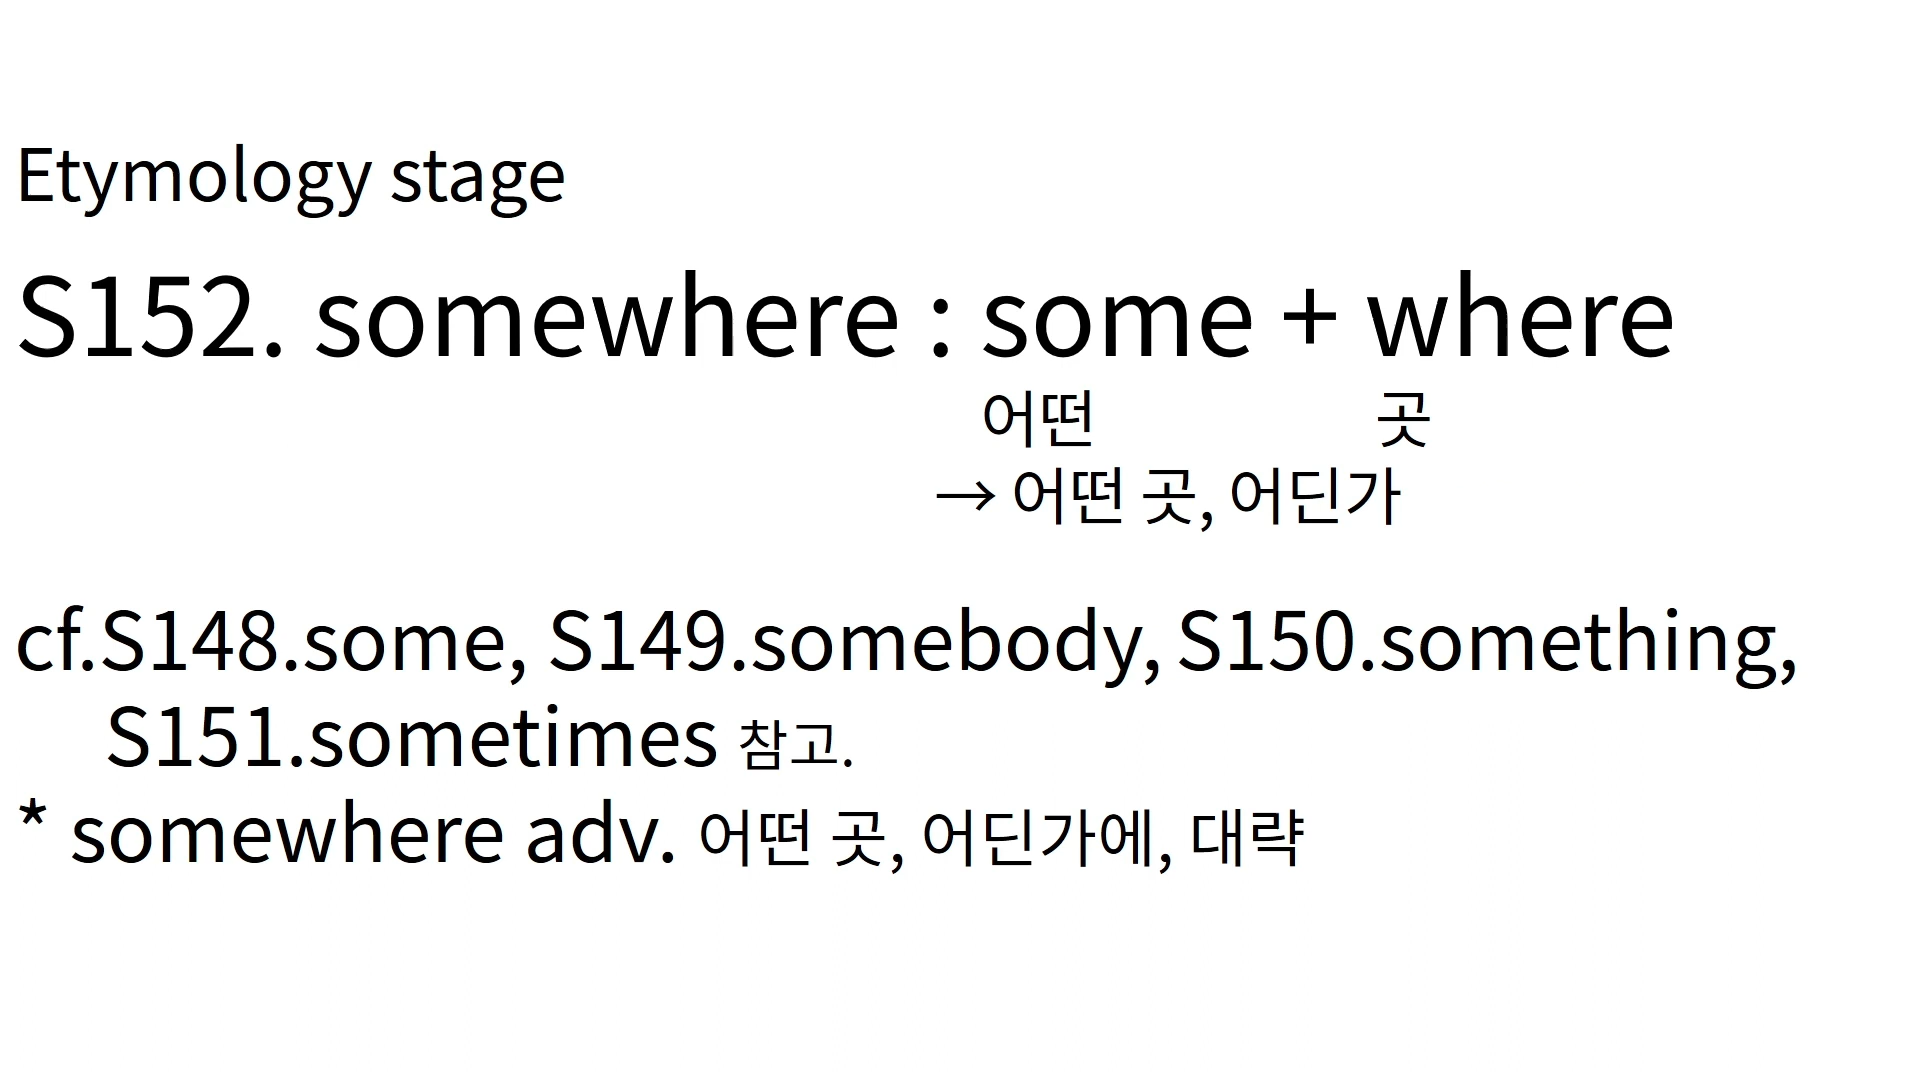 Etymology stage
S152. somewhere : some + where
어떤 곳
→ 어떤 곳, 어딘가
cf.S148.some, S149.somebody, S150.something,
S151.sometimes 참고.
* somewhere adv. 어떤 곳, 어딘가에, 대략